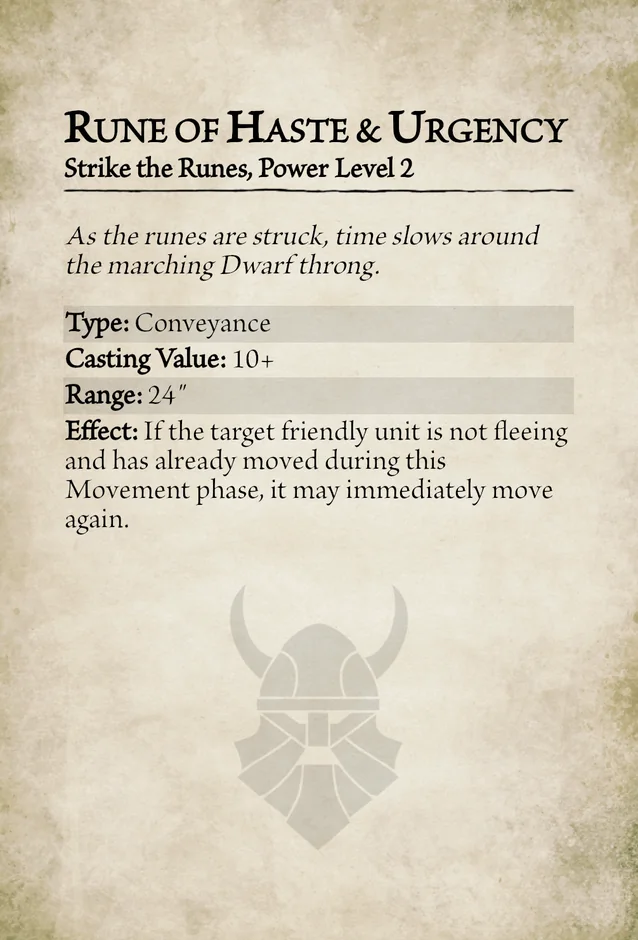 Rune of Haste & Urgency
Strike the Runes, Power Level 2
As the runes are struck, time slows around
the marching Dwarf throng.
Type: Conveyance
Casting Value: 10+
Range: 24"
Effect: If the target friendly unit is not fleeing
and has already moved during this
Movement phase, it may immediately move
again.